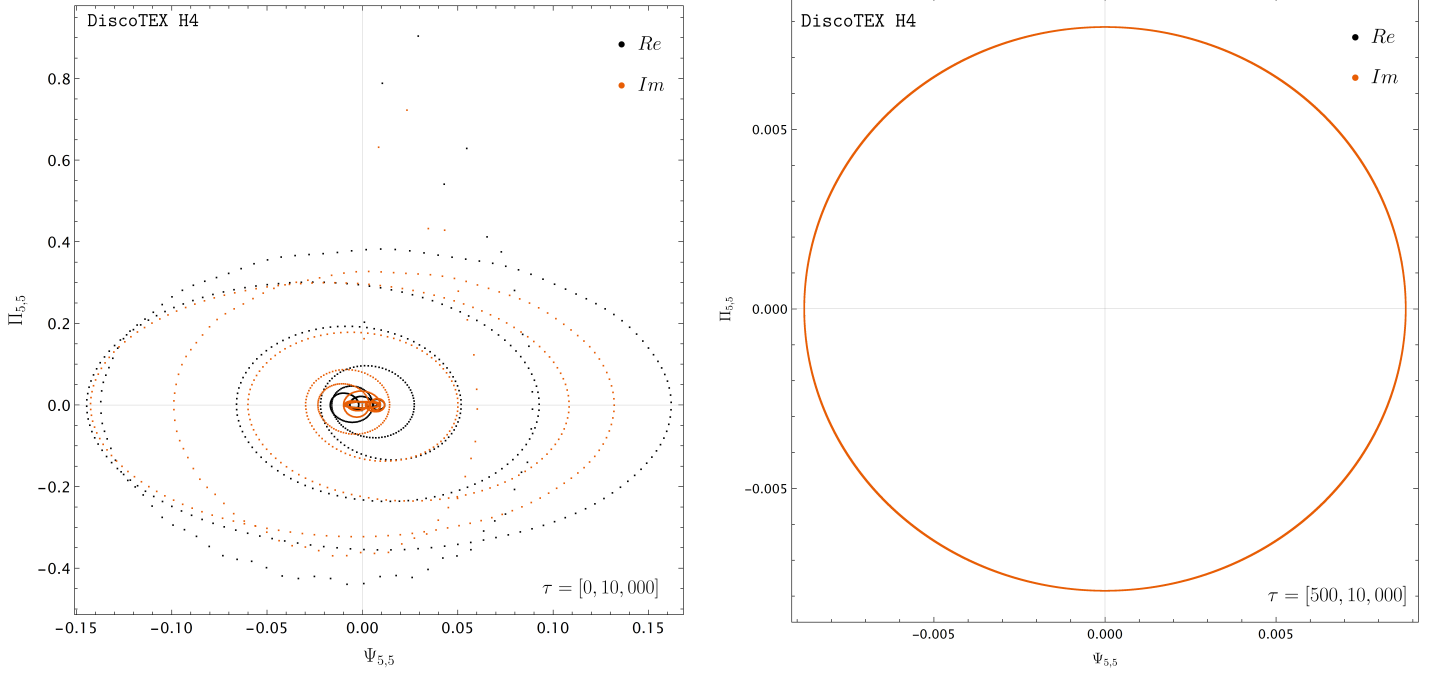 DiscoTEX H4
Re
Im
0.8
0.6
0.4
0.2
0.0
−0.2
−0.4
Π5,5
τ = [0, 10, 000]
−0.15 −0.10 −0.05 0.00 0.05 0.10 0.15
Ψ5,5
DiscoTEX H4
Re
Im
0.005
0.000
−0.005
Π5,5
τ = [500, 10, 000]
−0.005 0.000 0.005
Ψ5,5